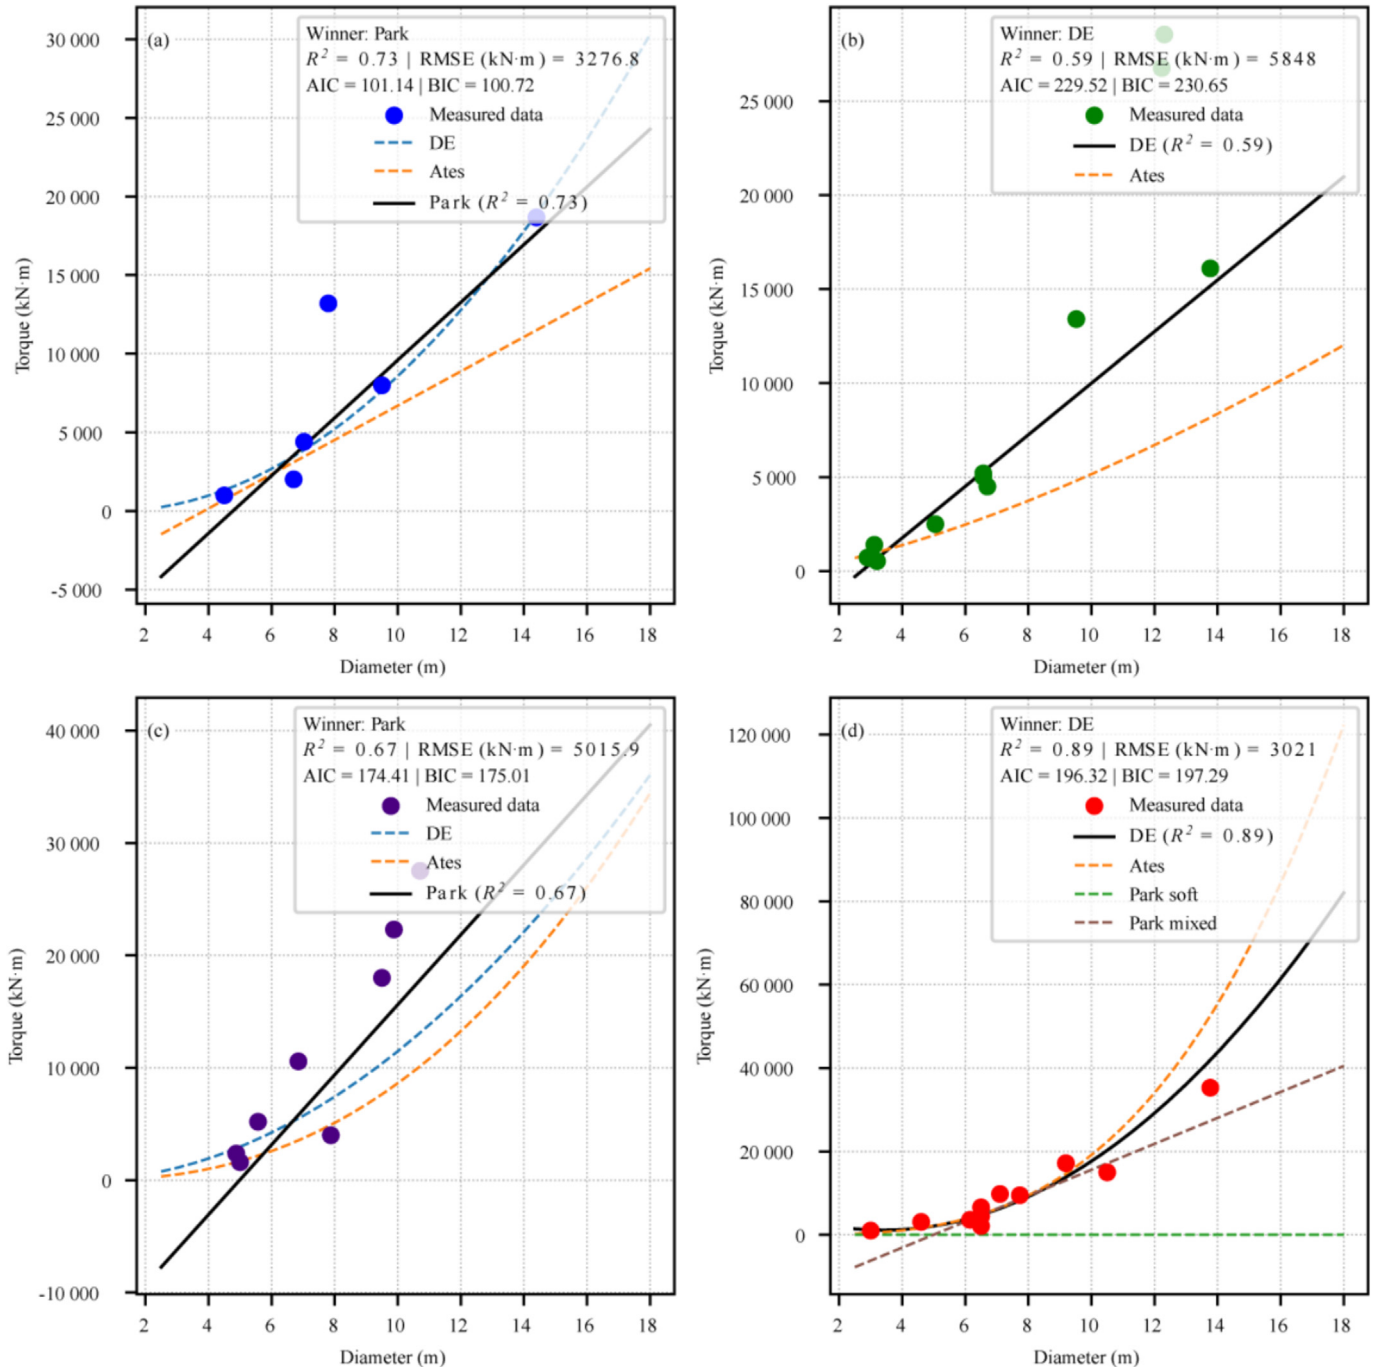 (a)
Winner: Park
R² = 0.73 | RMSE (kN·m) = 3276.8
AIC = 101.14 | BIC = 100.72
Measured data
DE
Ates
Park (R² = 0.73)
30 000
25 000
20 000
15 000
10 000
5 000
0
-5 000
Torque (kN·m)
2 4 6 8 10 12 14 16 18
Diameter (m)
(b)
Winner: DE
R² = 0.59 | RMSE (kN·m) = 5848
AIC = 229.52 | BIC = 230.65
Measured data
DE (R² = 0.59)
Ates
25 000
20 000
15 000
10 000
5 000
0
Torque (kN·m)
2 4 6 8 10 12 14 16 18
Diameter (m)
(c)
Winner: Park
R² = 0.67 | RMSE (kN·m) = 5015.9
AIC = 174.41 | BIC = 175.01
Measured data
DE
Ates
Park (R² = 0.67)
40 000
30 000
20 000
10 000
0
-10 000
Torque (kN·m)
2 4 6 8 10 12 14 16 18
Diameter (m)
(d)
Winner: DE
R² = 0.89 | RMSE (kN·m) = 3021
AIC = 196.32 | BIC = 197.29
Measured data
DE (R² = 0.89)
Ates
Park soft
Park mixed
120 000
100 000
80 000
60 000
40 000
20 000
0
Torque (kN·m)
2 4 6 8 10 12 14 16 18
Diameter (m)